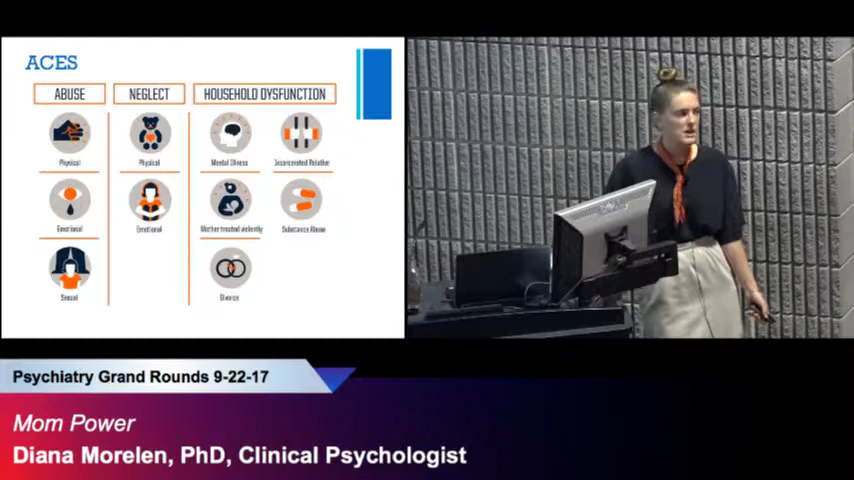 ACES
ABUSE NEGLECT HOUSEHOLD DYSFUNCTION
Physical Physical Mental Illness Incarcerated Relative
Emotional Emotional Mother treated violently Substance Abuse
Sexual Divorce
Psychiatry Grand Rounds 9-22-17
Mom Power
Diana Morelen, PhD, Clinical Psychologist